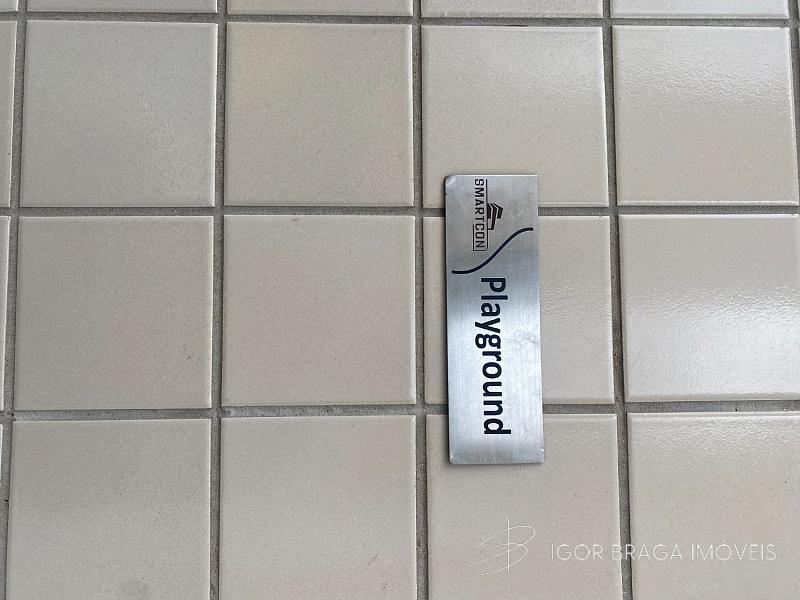 SMARTCON
Playground
IGOR BRAGA IMÓVEIS